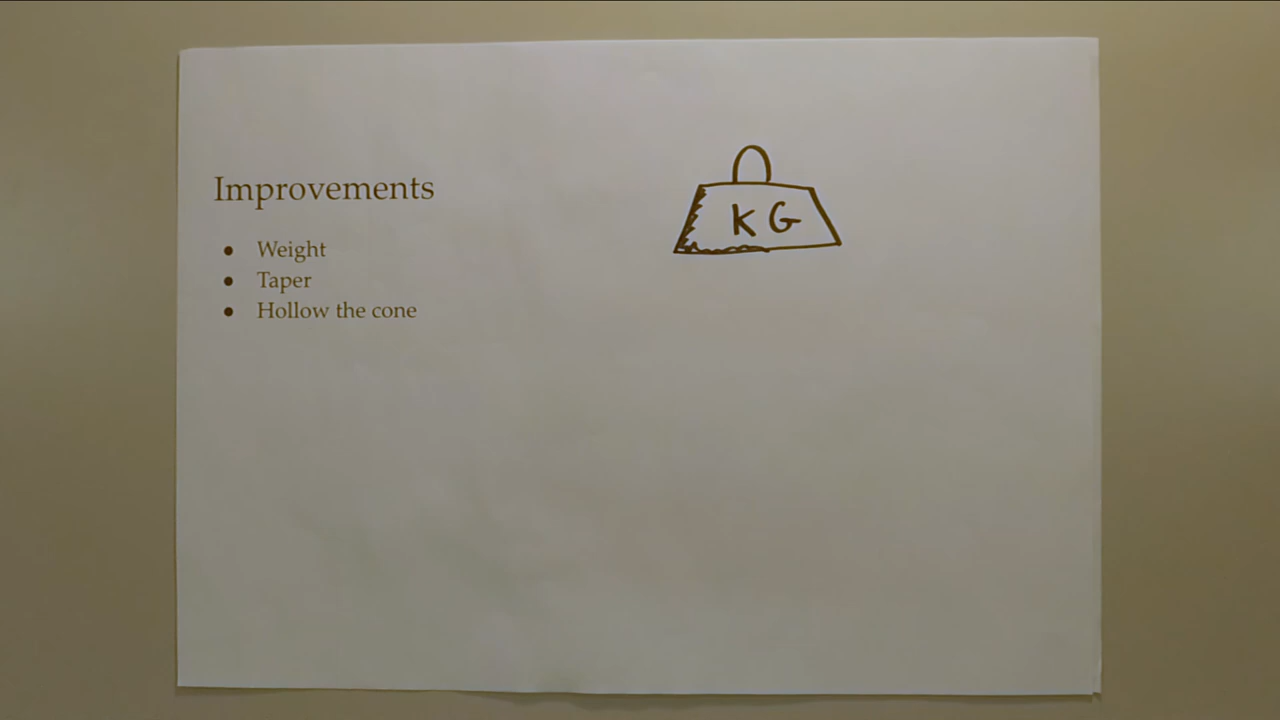 Improvements
● Weight
● Taper
● Hollow the cone
KG